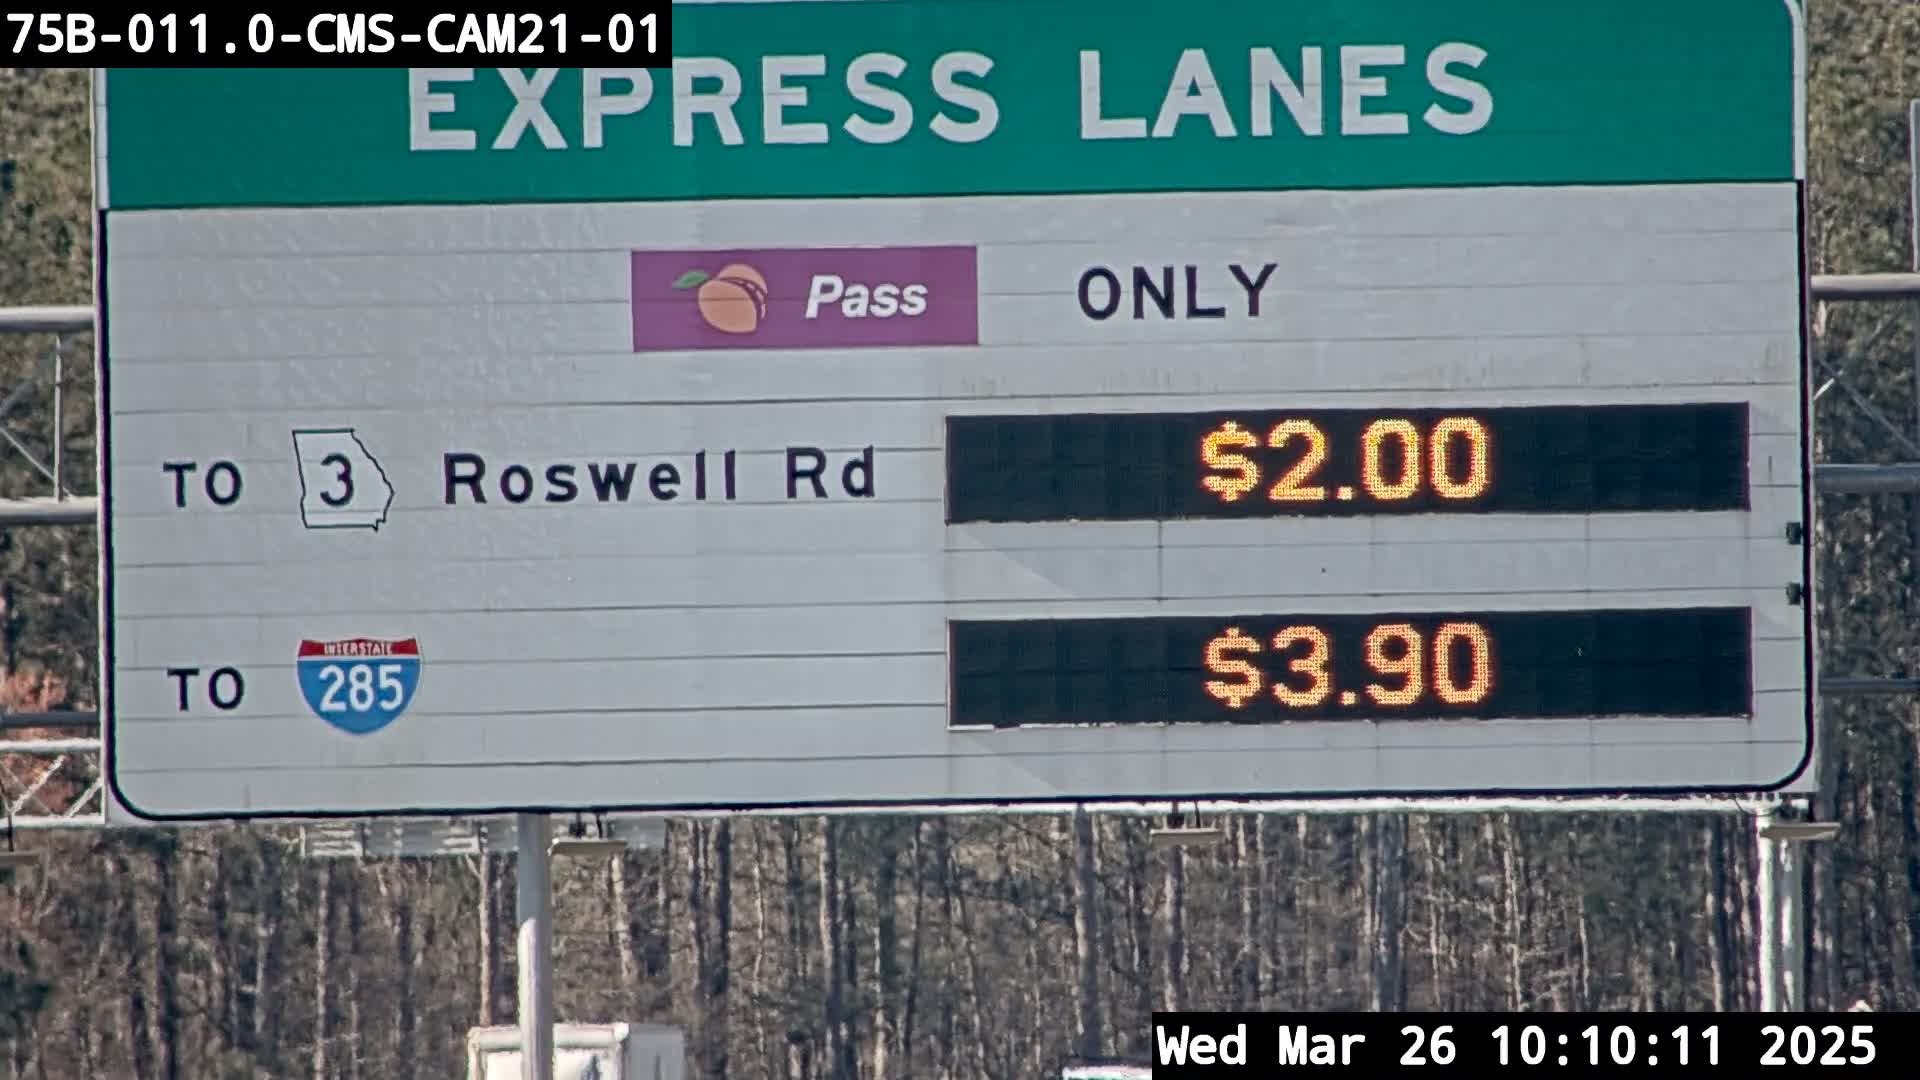 75B-011.0-CMS-CAM21-01
EXPRESS LANES
Pass ONLY
TO 3 Roswell Rd $2.00
INTERSTATE
TO 285 $3.90
Wed Mar 26 10:10:11 2025